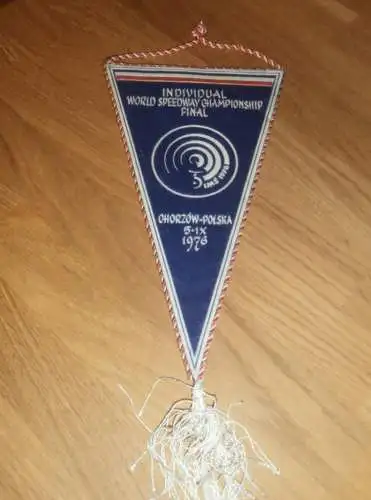 INDIVIDUAL
WORLD SPEEDWAY CHAMPIONSHIP
FINAL
CHORZÓW-POLSKA
5·IX
1976